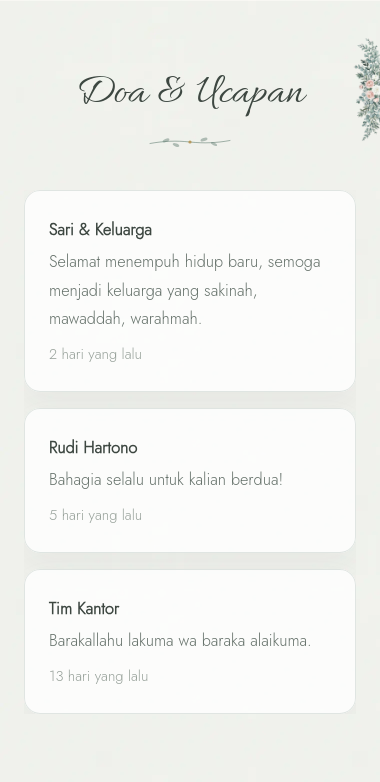 Doa & Ucapan
Sari & Keluarga
Selamat menempuh hidup baru, semoga
menjadi keluarga yang sakinah,
mawaddah, warahmah.
2 hari yang lalu
Rudi Hartono
Bahagia selalu untuk kalian berdua!
5 hari yang lalu
Tim Kantor
Barakallahu lakuma wa baraka alaikuma.
13 hari yang lalu